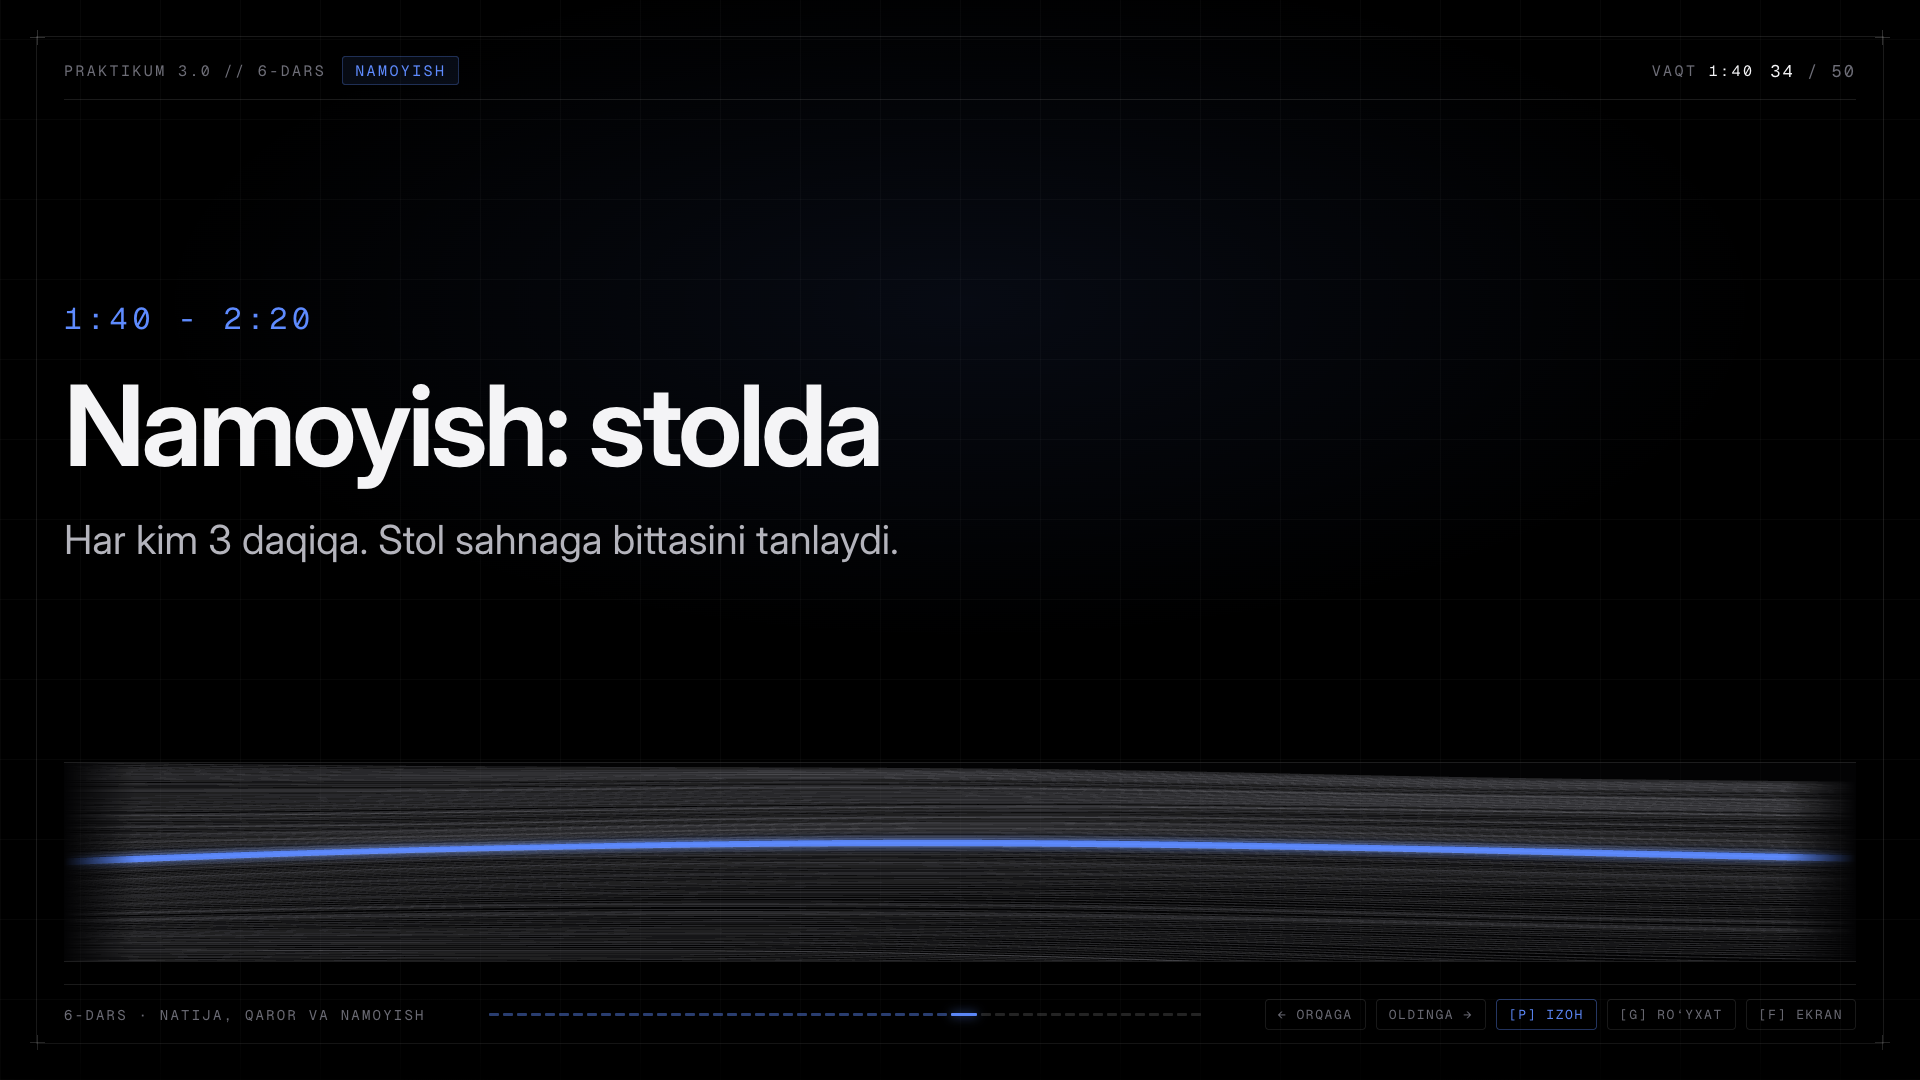 PRAKTIKUM 3.0 // 6-DARS NAMOYISH
VAQT 1:40 34 / 50
1:40 - 2:20
Namoyish: stolda
Har kim 3 daqiqa. Stol sahnaga bittasini tanlaydi.
6-DARS · NATIJA, QAROR VA NAMOYISH
← ORQAGA OLDINGA → [P] IZOH [G] RO‘YXAT [F] EKRAN